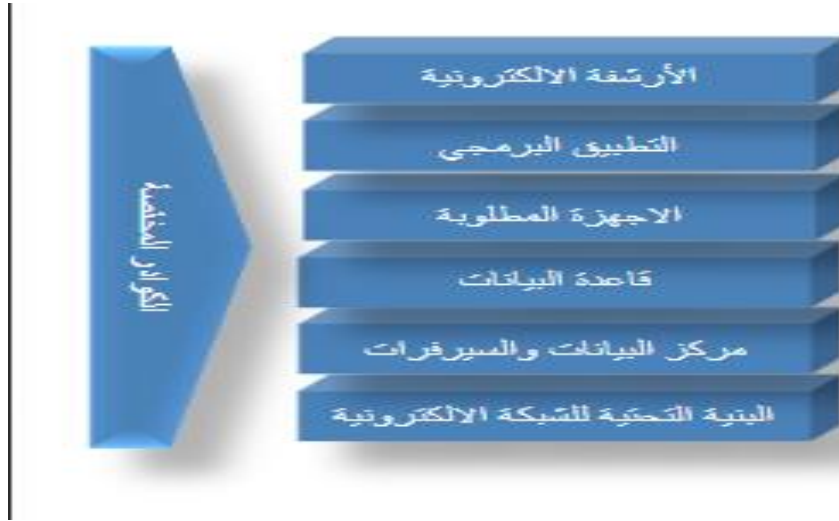 الأرشفة الالكترونية
التطبيق البرمجي
الاجهزة المطلوبة
قاعدة البيانات
مركز البيانات والسيرفرات
البنية التحتية للشبكة الالكترونية
الكوادر المختصة